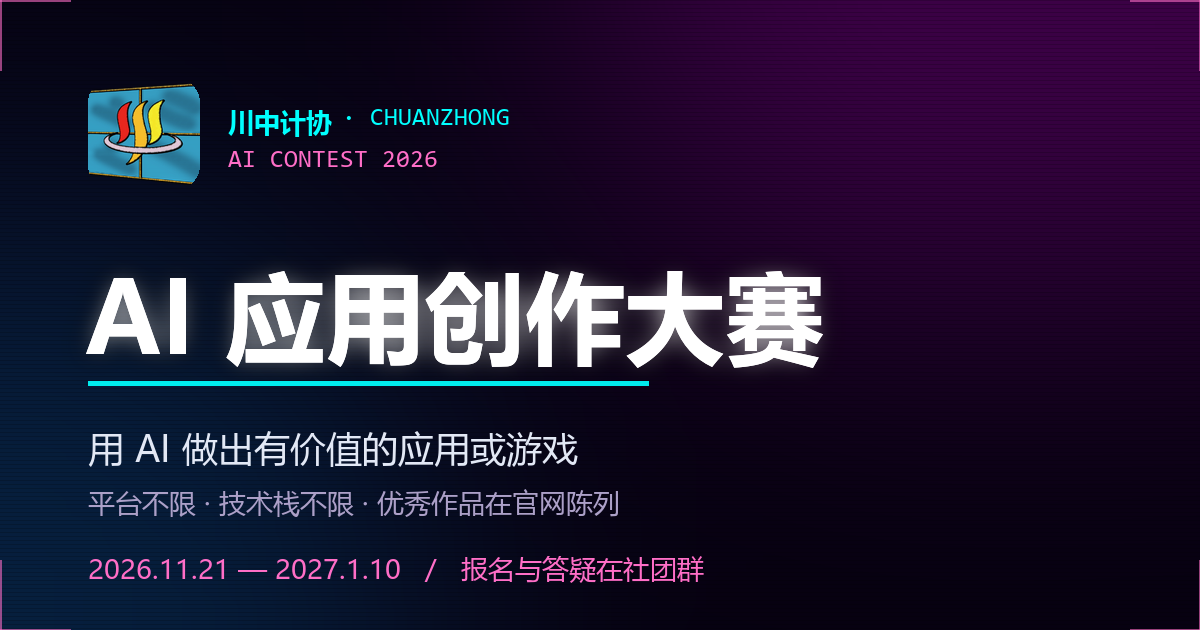 川中计协 · CHUANZHONG
AI CONTEST 2026
AI 应用创作大赛
用 AI 做出有价值的应用或游戏
平台不限 · 技术栈不限 · 优秀作品在官网陈列
2026.11.21 — 2027.1.10 / 报名与答疑在社团群